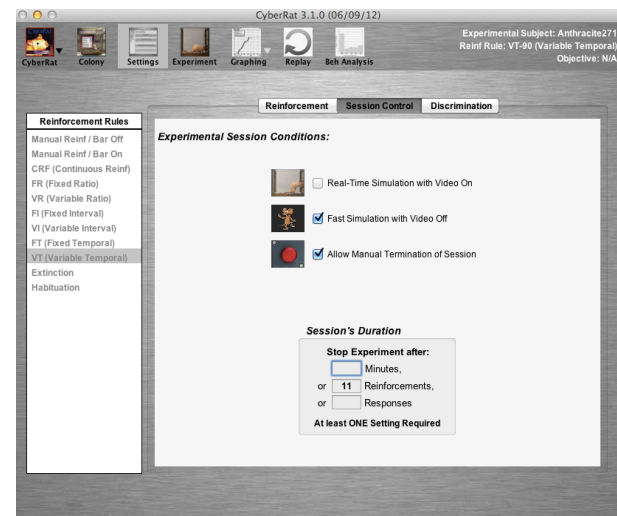 CyberRat 3.1.0 (06/09/12)
CyberRat Colony Settings Experiment Graphing Replay Beh Analysis
Experimental Subject: Anthracite271
Reinf Rule: VT-90 (Variable Temporal)
Objective: N/A
Reinforcement Session Control Discrimination
Reinforcement Rules
Manual Reinf / Bar Off
Manual Reinf / Bar On
CRF (Continuous Reinf)
FR (Fixed Ratio)
VR (Variable Ratio)
FI (Fixed Interval)
VI (Variable Interval)
FT (Fixed Temporal)
VT (Variable Temporal)
Extinction
Habituation
Experimental Session Conditions:
Real-Time Simulation with Video On
Fast Simulation with Video Off
Allow Manual Termination of Session
Session's Duration
Stop Experiment after:
Minutes,
or 11 Reinforcements,
or Responses
At least ONE Setting Required